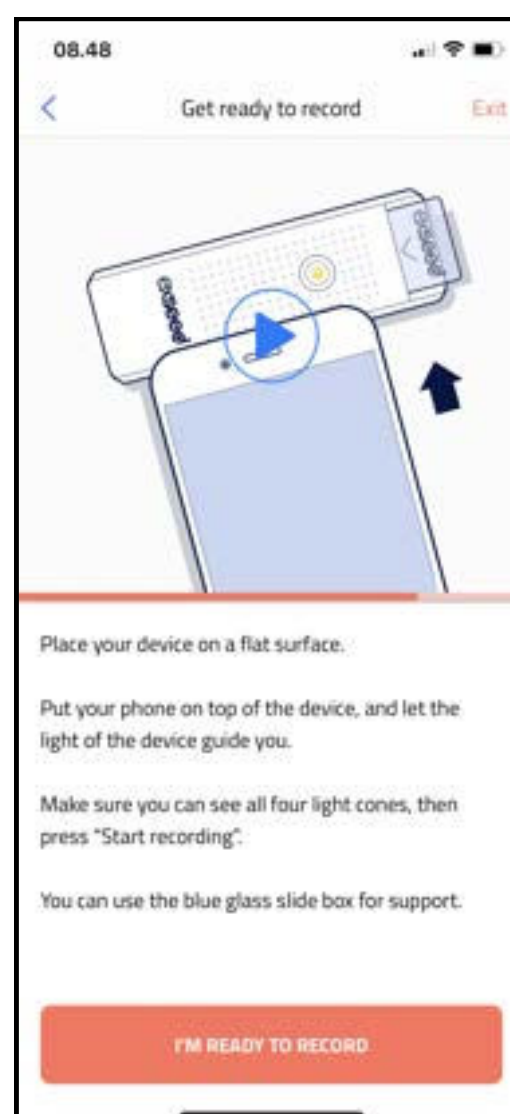 08.48
Get ready to record
Exit
Place your device on a flat surface.
Put your phone on top of the device, and let the
light of the device guide you.
Make sure you can see all four light cones, then
press "Start recording".
You can use the blue glass slide box for support.
I'M READY TO RECORD